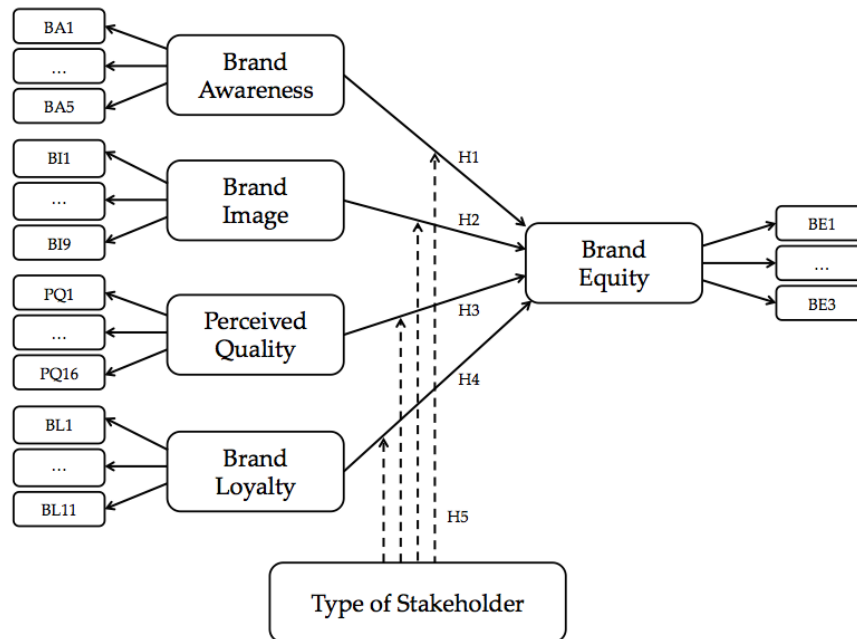 BA1
...
BA5
Brand
Awareness
BI1
...
BI9
Brand
Image
PQ1
...
PQ16
Perceived
Quality
BL1
...
BL11
Brand
Loyalty
H1
H2
H3
H4
H5
Brand
Equity
BE1
...
BE3
Type of Stakeholder